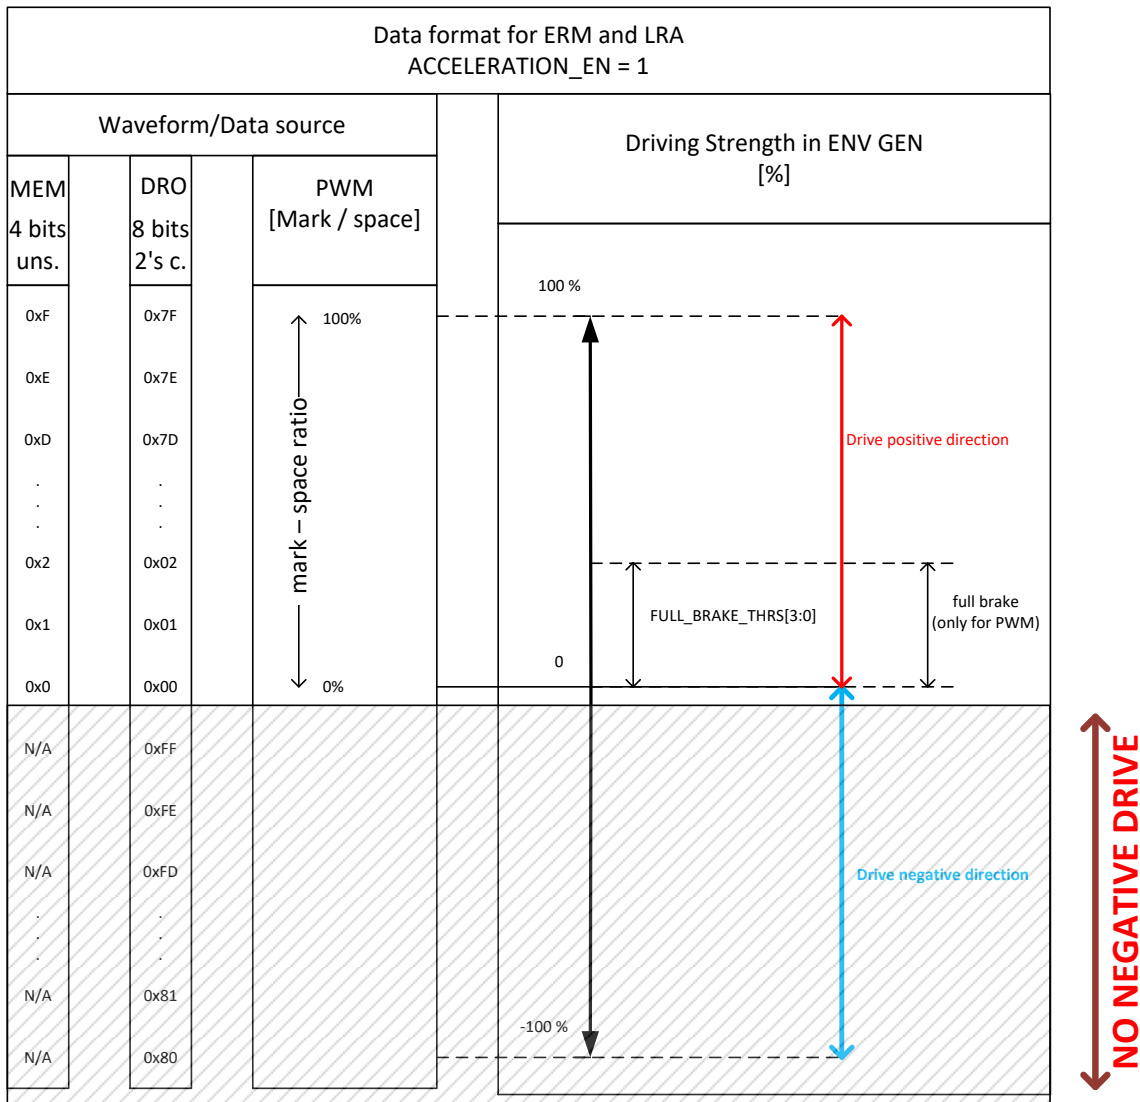 Data format for ERM and LRA
ACCELERATION_EN = 1
Waveform/Data source
Driving Strength in ENV GEN
[%]
MEM
4 bits
uns.
DRO
8 bits
2's c.
PWM
[Mark / space]
100 %
0xF
0x7F
100%
0xE
0x7E
0xD
0x7D
Drive positive direction
.
.
.
.
.
.
mark – space ratio
0x2
0x02
FULL_BRAKE_THRS[3:0]
full brake
(only for PWM)
0x1
0x01
0
0x0
0x00
0%
N/A
0xFF
N/A
0xFE
N/A
0xFD
Drive negative direction
.
.
.
.
.
.
N/A
0x81
-100 %
N/A
0x80
NO NEGATIVE DRIVE